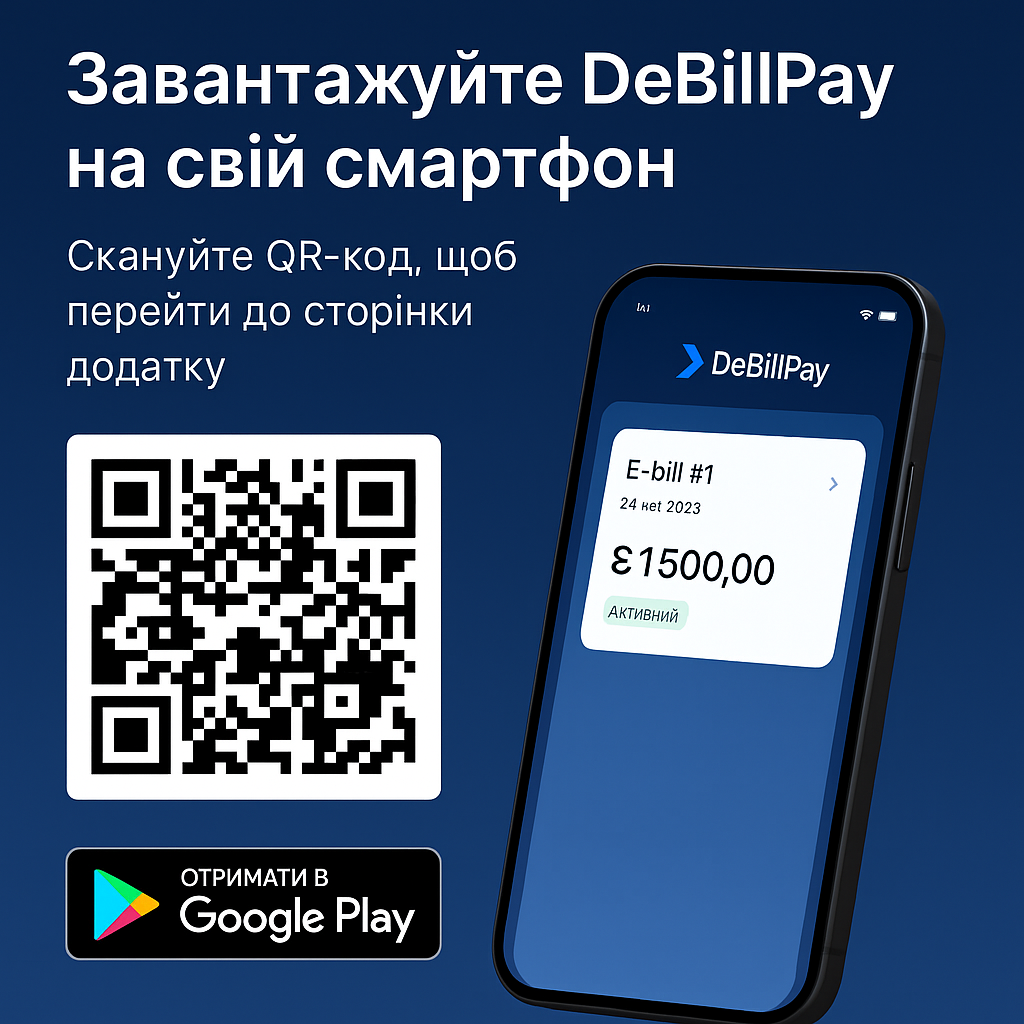 Завантажуйте DeBillPay
на свій смартфон
Скануйте QR-код, щоб
перейти до сторінки
додатку
DeBillPay
E-bill #1
24 кет 2023
£1500,00
АКТИВНИЙ
ОТРИМАТИ В
Google Play